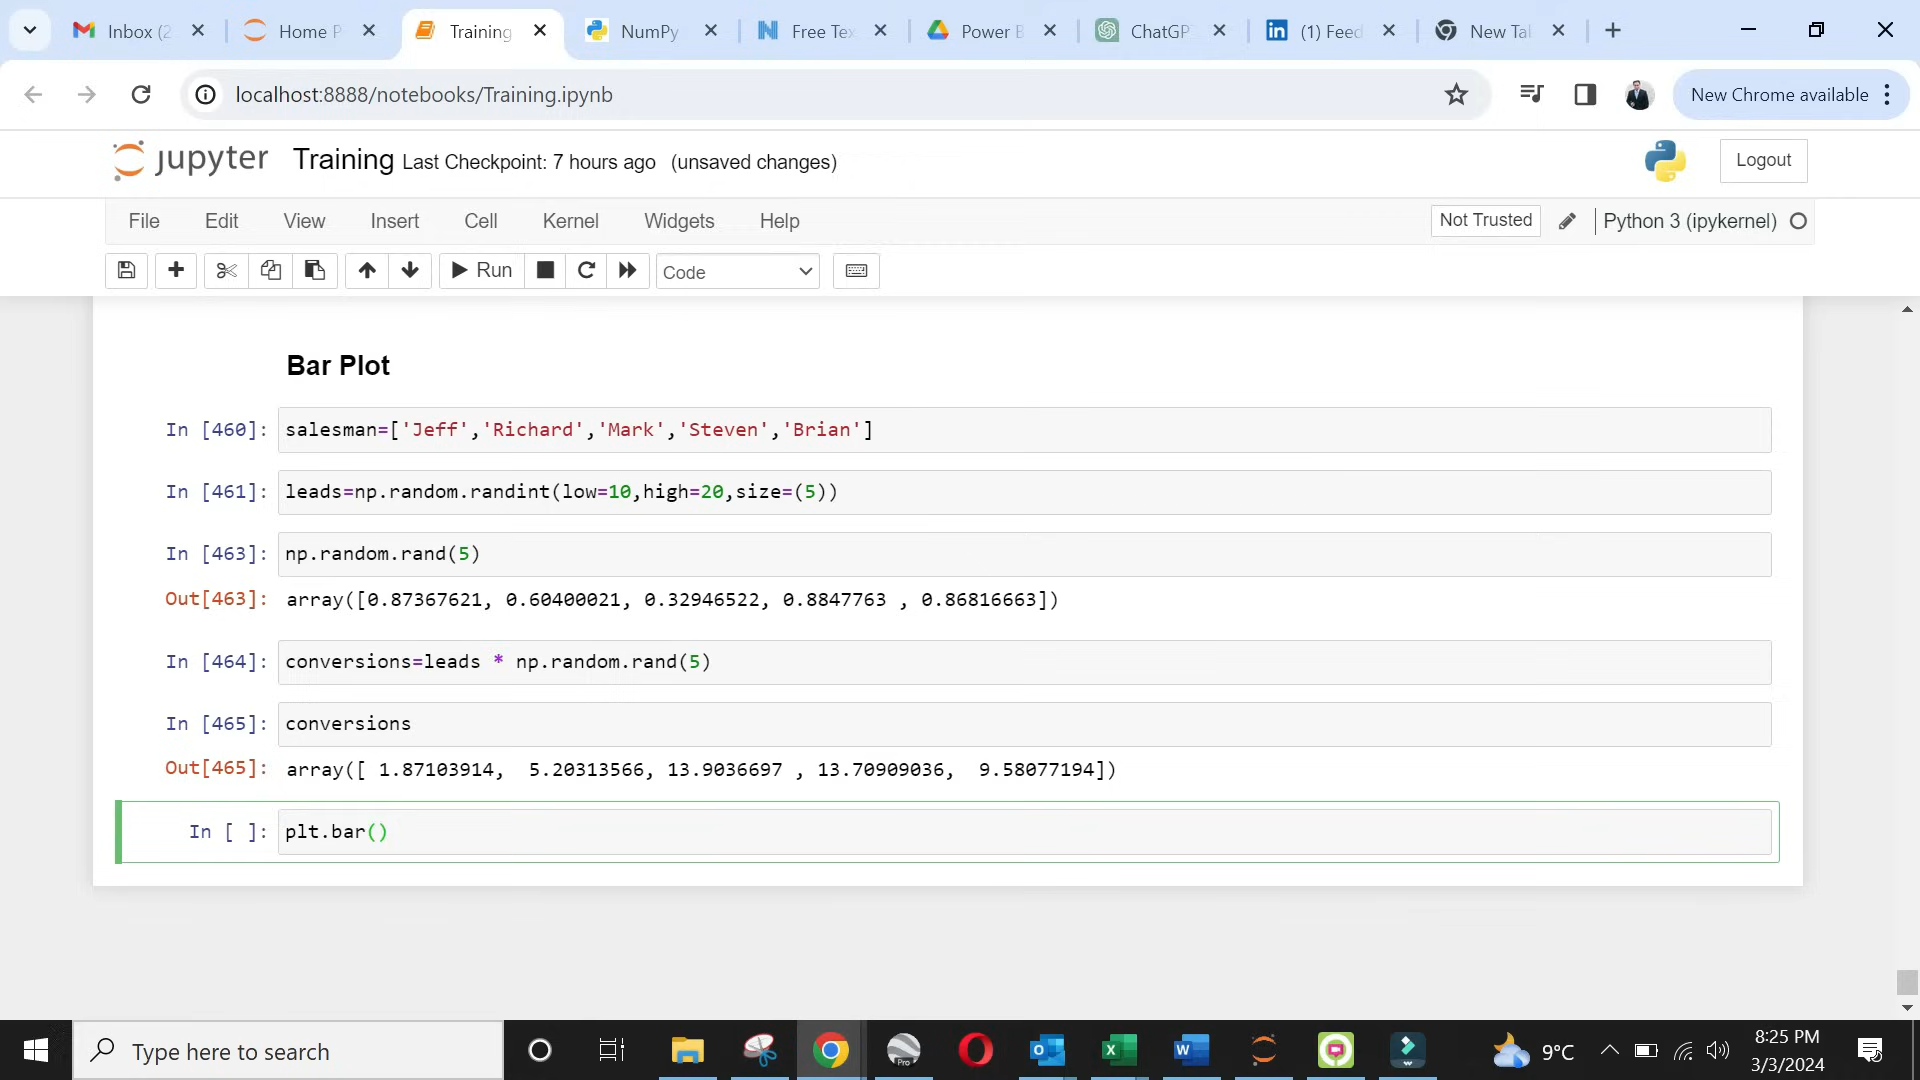 Inbox (2
Home P
Training
NumPy
Free Tex
Power B
ChatGP
(1) Feed
New Tab
localhost:8888/notebooks/Training.ipynb
New Chrome available
jupyter Training Last Checkpoint: 7 hours ago (unsaved changes)
Logout
File Edit View Insert Cell Kernel Widgets Help
Not Trusted
Python 3 (ipykernel)
Run
Code
Bar Plot
In [460]: salesman=['Jeff','Richard','Mark','Steven','Brian']
In [461]: leads=np.random.randint(low=10,high=20,size=(5))
In [463]: np.random.rand(5)
Out[463]: array([0.87367621, 0.60400021, 0.32946522, 0.8847763 , 0.86816663])
In [464]: conversions=leads * np.random.rand(5)
In [465]: conversions
Out[465]: array([ 1.87103914,  5.20313566, 13.9036697 , 13.70909036,  9.58077194])
In [ ]: plt.bar()
Type here to search
Pro
9°C
8:25 PM
3/3/2024